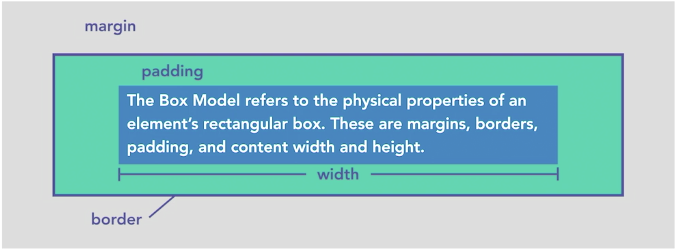 margin
padding
The Box Model refers to the physical properties of an
element’s rectangular box. These are margins, borders,
padding, and content width and height.
width
border